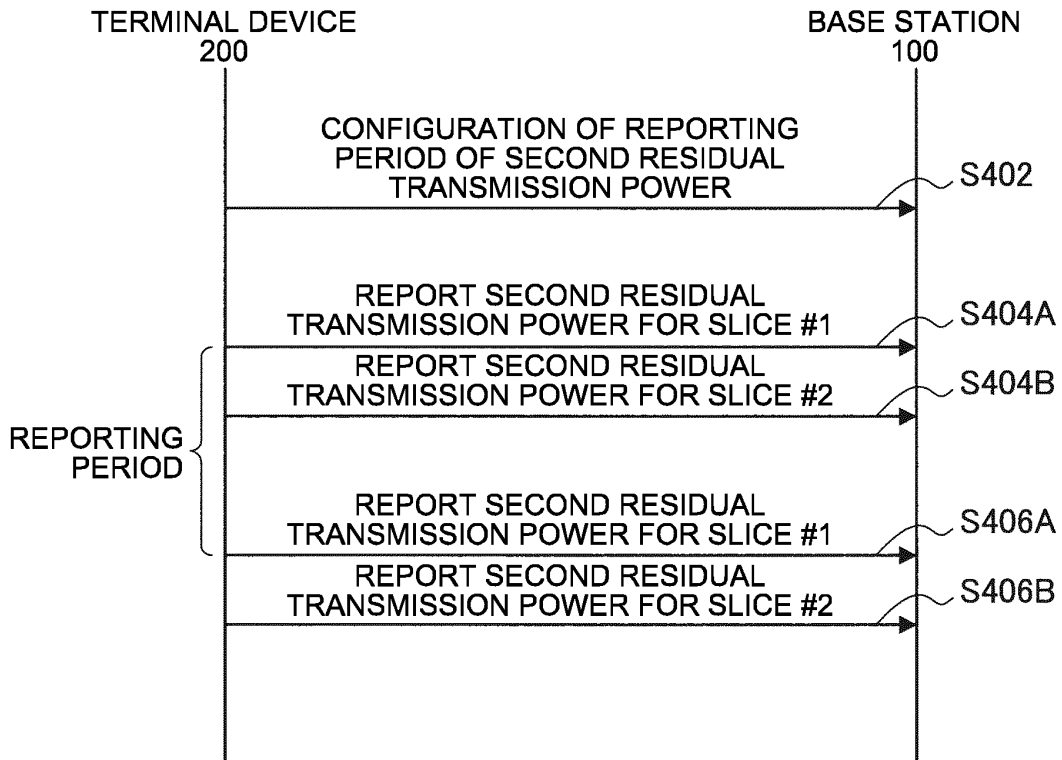 TERMINAL DEVICE
200
BASE STATION
100
CONFIGURATION OF REPORTING
PERIOD OF SECOND RESIDUAL
TRANSMISSION POWER
S402
REPORT SECOND RESIDUAL
TRANSMISSION POWER FOR SLICE #1
S404A
REPORT SECOND RESIDUAL
TRANSMISSION POWER FOR SLICE #2
S404B
REPORTING
PERIOD
REPORT SECOND RESIDUAL
TRANSMISSION POWER FOR SLICE #1
S406A
REPORT SECOND RESIDUAL
TRANSMISSION POWER FOR SLICE #2
S406B